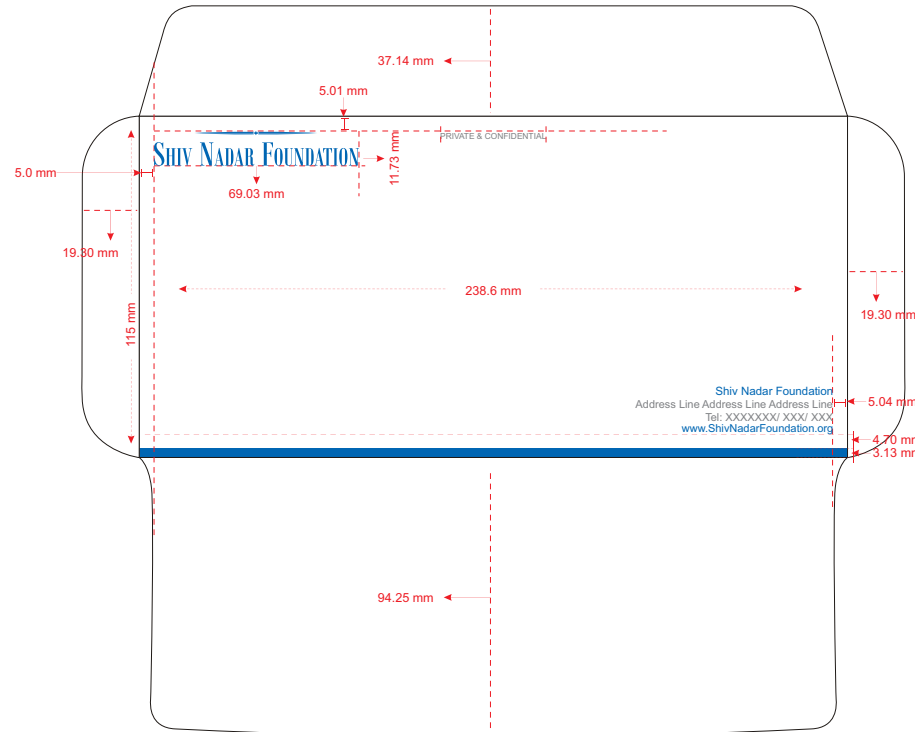 37.14 mm
5.01 mm
PRIVATE & CONFIDENTIAL
SHIV NADAR FOUNDATION
11.73 mm
5.0 mm
69.03 mm
19.30 mm
238.6 mm
115 mm
19.30 mm
Shiv Nadar Foundation
Address Line Address Line Address Line
5.04 mm
Tel: XXXXXXX/ XXX/ XXX
www.ShivNadarFoundation.org
4.70 mm
3.13 mm
94.25 mm